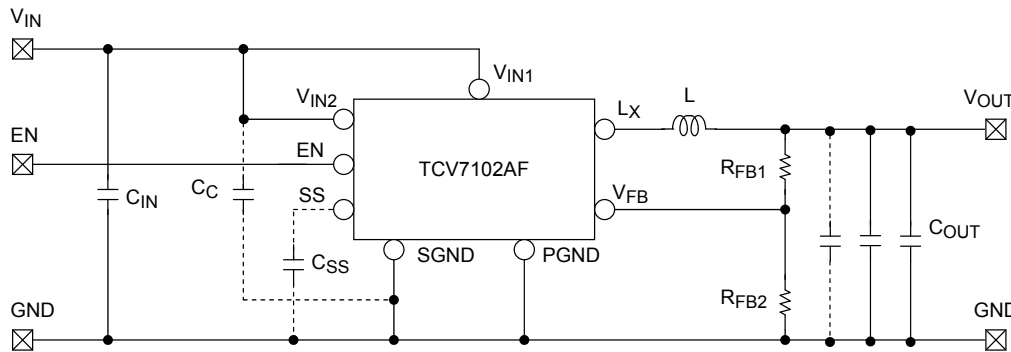 VIN
VIN1
VIN2
LX
L
VOUT
EN
EN
TCV7102AF
RFB1
CIN
CC
SS
VFB
COUT
CSS
SGND
PGND
RFB2
GND
GND